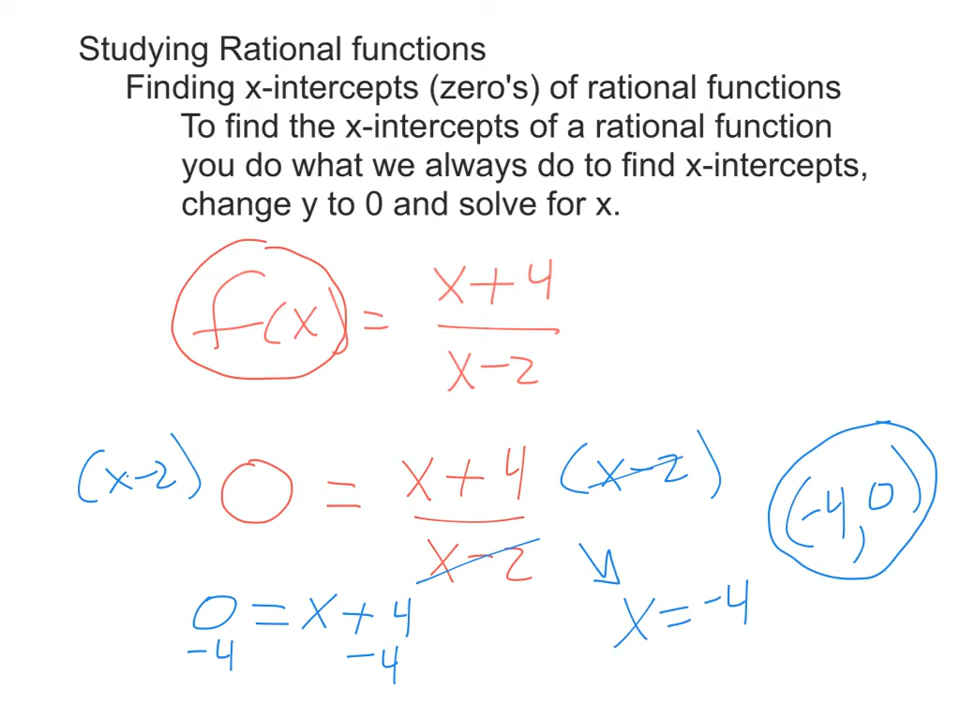 Studying Rational functions
Finding x-intercepts (zero's) of rational functions
To find the x-intercepts of a rational function
you do what we always do to find x-intercepts,
change y to 0 and solve for x.
f(x) = x+4
x-2
(x-2) 0 = x+4 (x-2)
x-2
(-4,0)
0 = x + 4
-4 -4
x = -4